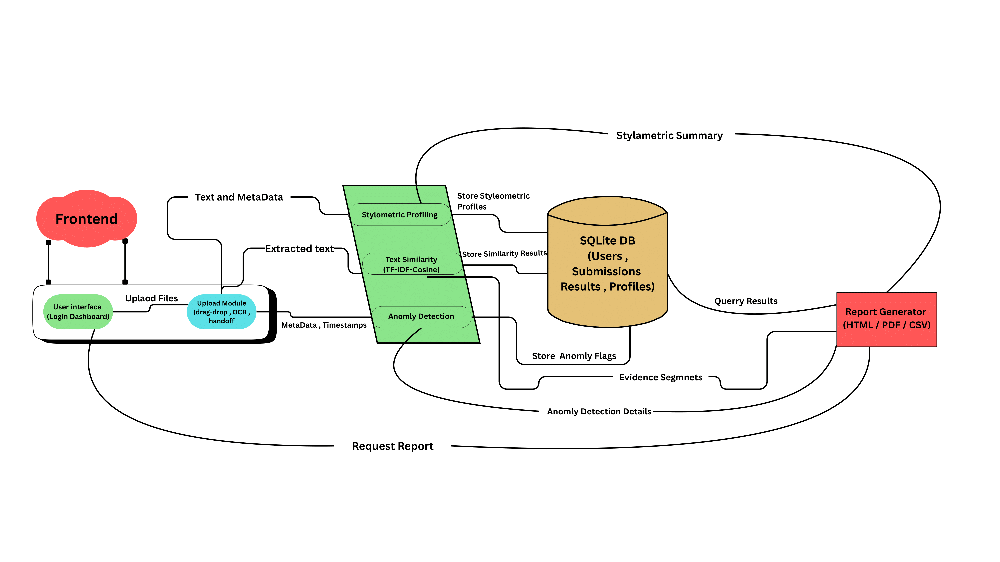 Stylametric Summary
Text and MetaData
Store Styleometric
Profiles
Frontend
Stylometric Profiling
Extracted text
Text Similarity
(TF-IDF-Cosine)
Store Similarity Results
SQLite DB
(Users ,
Submissions
Results , Profiles)
User interface
(Login Dashboard)
Uplaod Files
Upload Module
(drag-drop , OCR ,
handoff
MetaData , Timestamps
Anomly Detection
Querry Results
Report Generator
(HTML / PDF / CSV)
Store Anomly Flags
Evidence Segmnets
Anomly Detection Details
Request Report